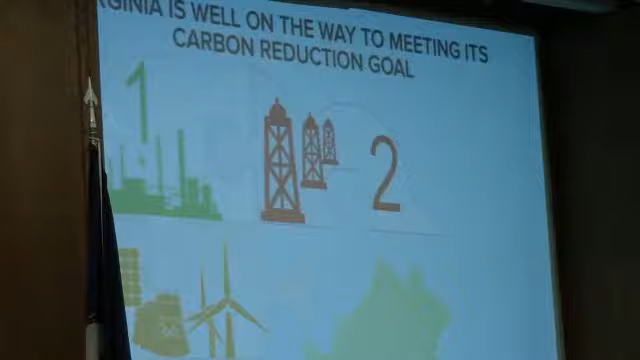 RGINIA IS WELL ON THE WAY TO MEETING ITS
CARBON REDUCTION GOAL
1
2